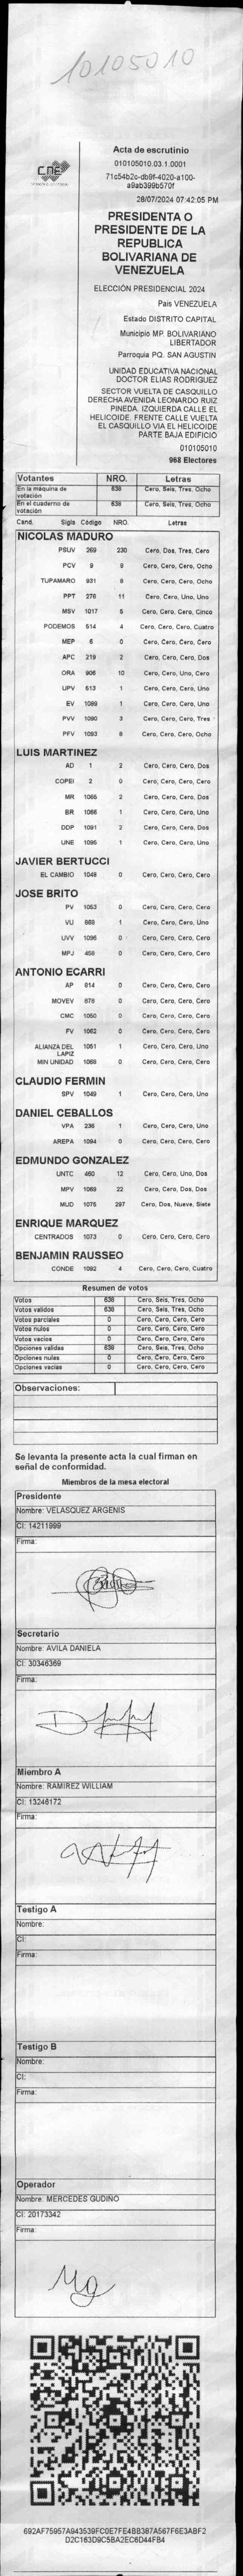 10105010
CNE
Acta de escrutinio
010105010.03.1.0001
71c54b2c-db9f-4020-a100-
a9ab399b570f
28/07/2024 07:42:05 PM
PRESIDENTA O
PRESIDENTE DE LA
REPUBLICA
BOLIVARIANA DE
VENEZUELA
ELECCIÓN PRESIDENCIAL 2024
Pais VENEZUELA
Estado DISTRITO CAPITAL
Municipio MP. BOLIVARIANO
LIBERTADOR
Parroquia PQ. SAN AGUSTIN
UNIDAD EDUCATIVA NACIONAL
DOCTOR ELIAS RODRIGUEZ
SECTOR VUELTA DE CASQUILLO
DERECHA AVENIDA LEONARDO RUIZ
PINEDA. IZQUIERDA CALLE EL
HELICOIDE. FRENTE CALLE VUELTA
EL CASQUILLO VIA EL HELICOIDE
PARTE BAJA EDIFICIO
010105010
968 Electores
Votantes NRO. Letras
En la máquina de votación 638 Cero, Seis, Tres, Ocho
En el cuaderno de votación 638 Cero, Seis, Tres, Ocho
Cand. Sigla Código NRO. Letras
NICOLAS MADURO
PSUV 269 230 Cero, Dos, Tres, Cero
PCV 9 8 Cero, Cero, Cero, Ocho
TUPAMARO 931 8 Cero, Cero, Cero, Ocho
PPT 276 11 Cero, Cero, Uno, Uno
MSV 1017 5 Cero, Cero, Cero, Cinco
PODEMOS 514 4 Cero, Cero, Cero, Cuatro
MEP 6 0 Cero, Cero, Cero, Cero
APC 219 2 Cero, Cero, Cero, Dos
ORA 906 10 Cero, Cero, Uno, Cero
UPV 613 1 Cero, Cero, Cero, Uno
EV 1089 1 Cero, Cero, Cero, Uno
PVV 1090 3 Cero, Cero, Cero, Tres
PFV 1093 8 Cero, Cero, Cero, Ocho
LUIS MARTINEZ
AD 1 2 Cero, Cero, Cero, Dos
COPEI 2 0 Cero, Cero, Cero, Cero
MR 1065 2 Cero, Cero, Cero, Dos
BR 1066 1 Cero, Cero, Cero, Uno
DDP 1091 2 Cero, Cero, Cero, Dos
UNE 1095 1 Cero, Cero, Cero, Uno
JAVIER BERTUCCI
EL CAMBIO 1048 0 Cero, Cero, Cero, Cero
JOSE BRITO
PV 1053 0 Cero, Cero, Cero, Cero
VU 868 1 Cero, Cero, Cero, Uno
UVV 1096 0 Cero, Cero, Cero, Cero
MPJ 458 0 Cero, Cero, Cero, Cero
ANTONIO ECARRI
AP 814 0 Cero, Cero, Cero, Cero
MOVEV 878 0 Cero, Cero, Cero, Cero
CMC 1050 0 Cero, Cero, Cero, Cero
FV 1062 0 Cero, Cero, Cero, Cero
ALIANZA DEL LAPIZ 1051 1 Cero, Cero, Cero, Uno
MIN UNIDAD 1068 0 Cero, Cero, Cero, Cero
CLAUDIO FERMIN
SPV 1049 1 Cero, Cero, Cero, Uno
DANIEL CEBALLOS
VPA 236 1 Cero, Cero, Cero, Uno
AREPA 1094 0 Cero, Cero, Cero, Cero
EDMUNDO GONZALEZ
UNTC 460 12 Cero, Cero, Uno, Dos
MPV 1069 22 Cero, Cero, Dos, Dos
MUD 1075 297 Cero, Dos, Nueve, Siete
ENRIQUE MARQUEZ
CENTRADOS 1073 0 Cero, Cero, Cero, Cero
BENJAMIN RAUSSEO
CONDE 1092 4 Cero, Cero, Cero, Cuatro
Resumen de votos
Votos 638 Cero, Seis, Tres, Ocho
Votos validos 638 Cero, Seis, Tres, Ocho
Votos parciales 0 Cero, Cero, Cero, Cero
Votos nulos 0 Cero, Cero, Cero, Cero
Votos vacios 0 Cero, Cero, Cero, Cero
Opciones validas 638 Cero, Seis, Tres, Ocho
Opciones nulas 0 Cero, Cero, Cero, Cero
Opciones vacias 0 Cero, Cero, Cero, Cero
Observaciones:
Se levanta la presente acta la cual firman en
señal de conformidad.
Miembros de la mesa electoral
Presidente
Nombre: VELASQUEZ ARGENIS
CI: 14211999
Firma:
Secretario
Nombre: AVILA DANIELA
CI: 30346369
Firma:
Miembro A
Nombre: RAMIREZ WILLIAM
CI: 13246172
Firma:
Testigo A
Nombre:
CI:
Firma:
Testigo B
Nombre:
CI:
Firma:
Operador
Nombre: MERCEDES GUDINO
CI: 20173342
Firma:
692AF75957A943539FC0E7FE4BB387A567F6E3ABF2
D2C163D9C5BA2EC6D44FB4